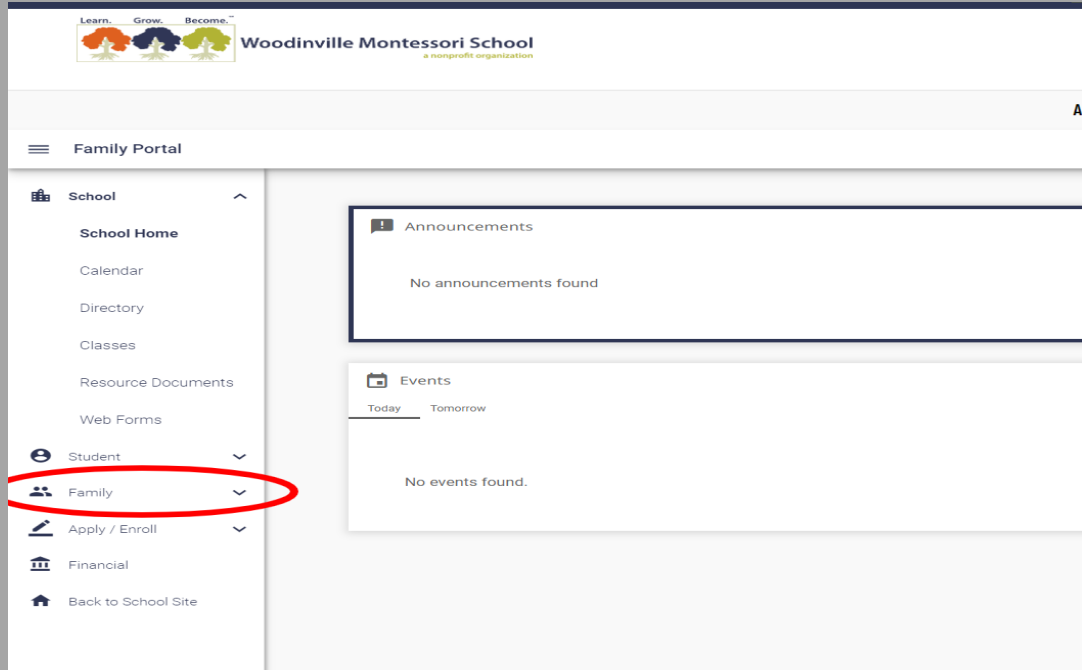 Learn. Grow. Become.™
Woodinville Montessori School
a nonprofit organization
A
Family Portal
School
School Home
Calendar
Directory
Classes
Resource Documents
Web Forms
Student
Family
Apply / Enroll
Financial
Back to School Site
Announcements
No announcements found
Events
Today Tomorrow
No events found.